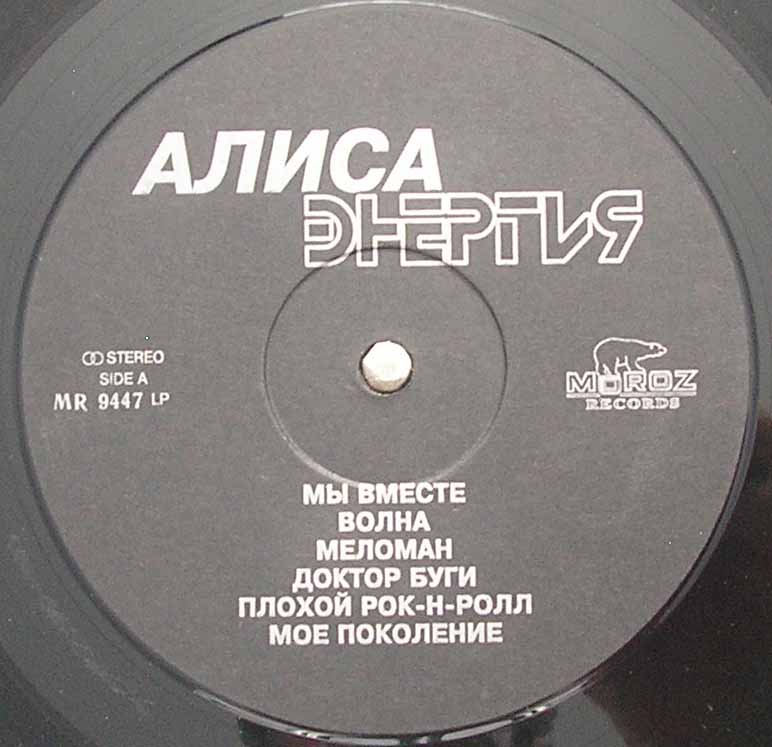 АЛИСА
ЭНЕРГИЯ
STEREO
SIDE A
MR 9447 LP
MOROZ
RECORDS
МЫ ВМЕСТЕ
ВОЛНА
МЕЛОМАН
ДОКТОР БУГИ
ПЛОХОЙ РОК-Н-РОЛЛ
МОЕ ПОКОЛЕНИЕ